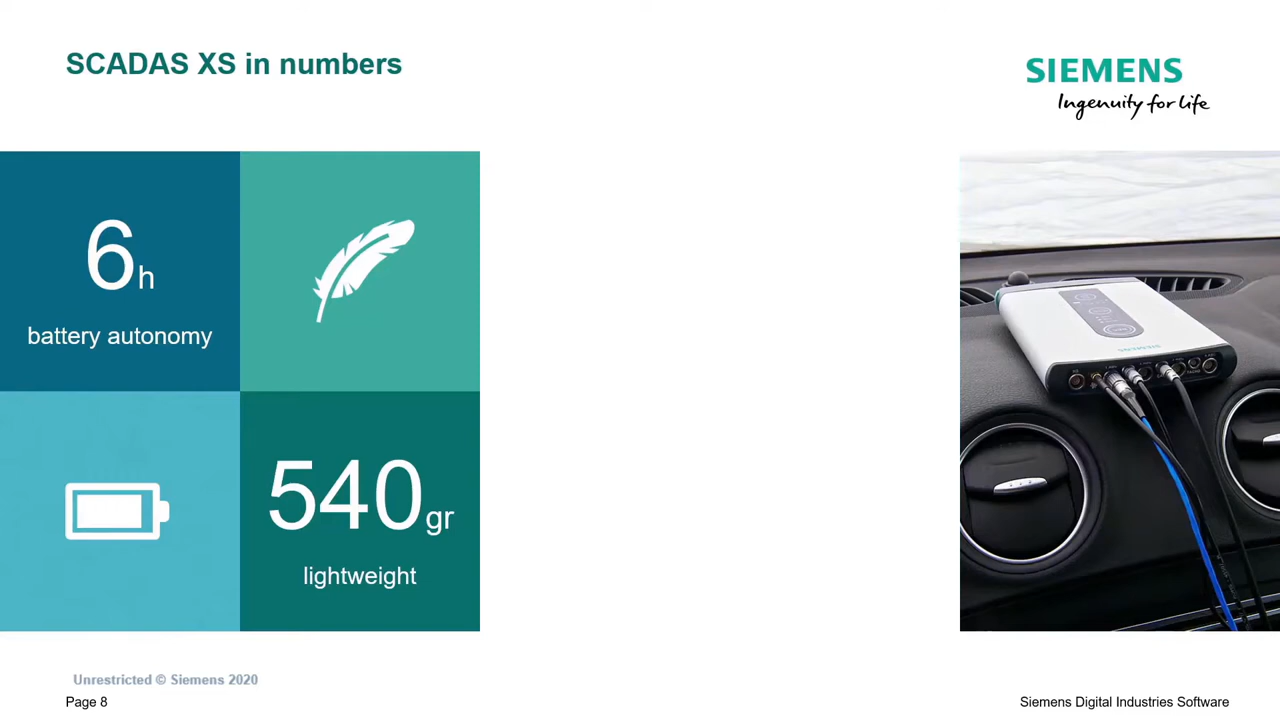 SCADAS XS in numbers
SIEMENS
Ingenuity for life
6h
battery autonomy
540gr
lightweight
SIEMENS
Unrestricted © Siemens 2020
Page 8
Siemens Digital Industries Software